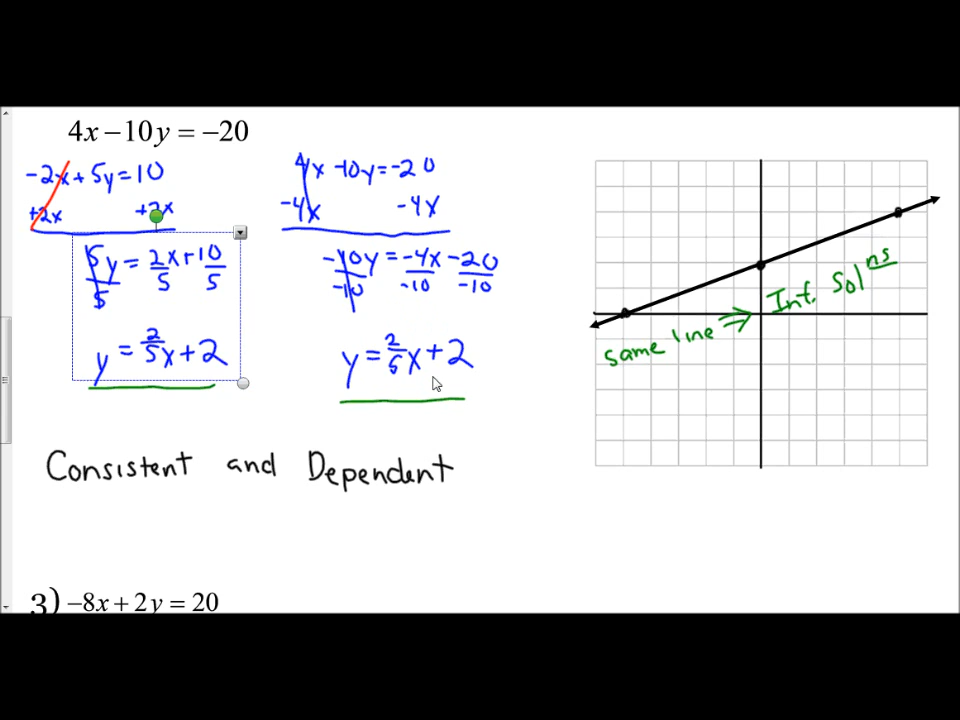 4x − 10y = −20
-2x + 5y = 10
+2x +2x
5y = 2x + 10
5 5 5
y = 2/5 x + 2
4x -10y = -20
-4x -4x
-10y = -4x - 20
-10 -10 -10
y = 2/5 x + 2
same line ⇒ Inf. Solns
Consistent and Dependent
3) −8x + 2y = 20